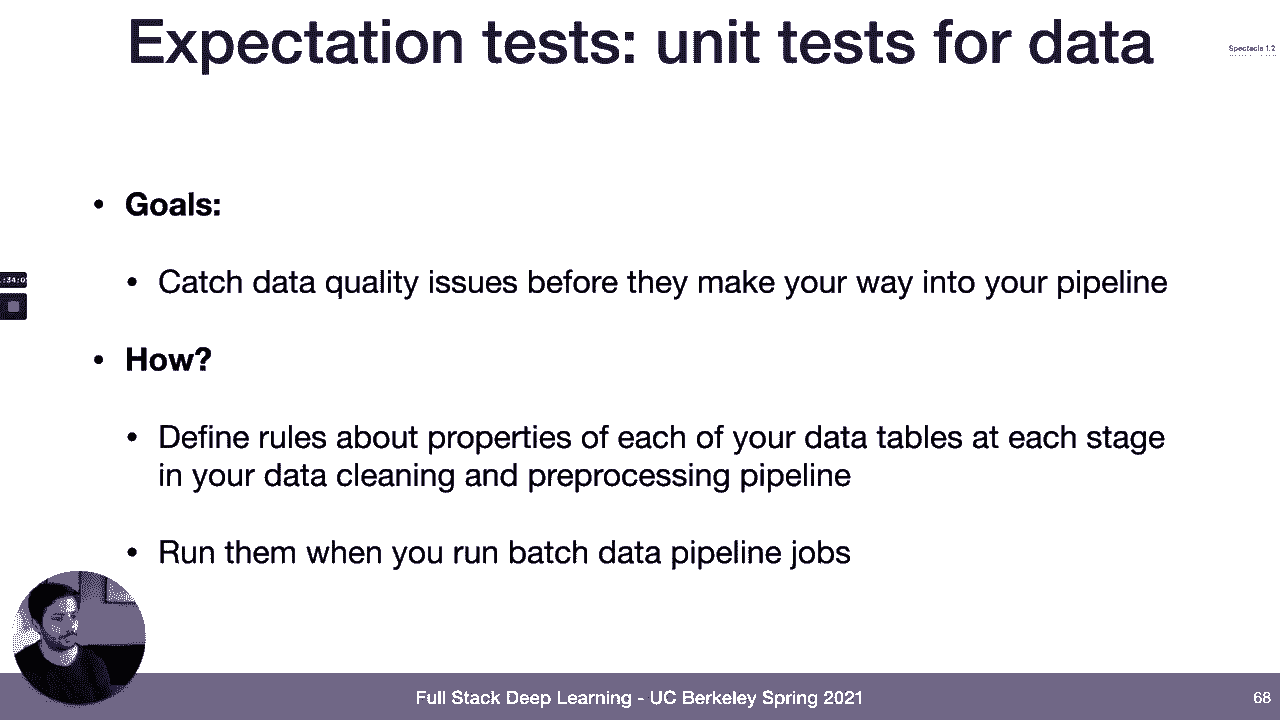 Expectation tests: unit tests for data
Spectacle 1.2
• Goals:
• Catch data quality issues before they make your way into your pipeline
• How?
• Define rules about properties of each of your data tables at each stage
in your data cleaning and preprocessing pipeline
• Run them when you run batch data pipeline jobs
Full Stack Deep Learning - UC Berkeley Spring 2021
68